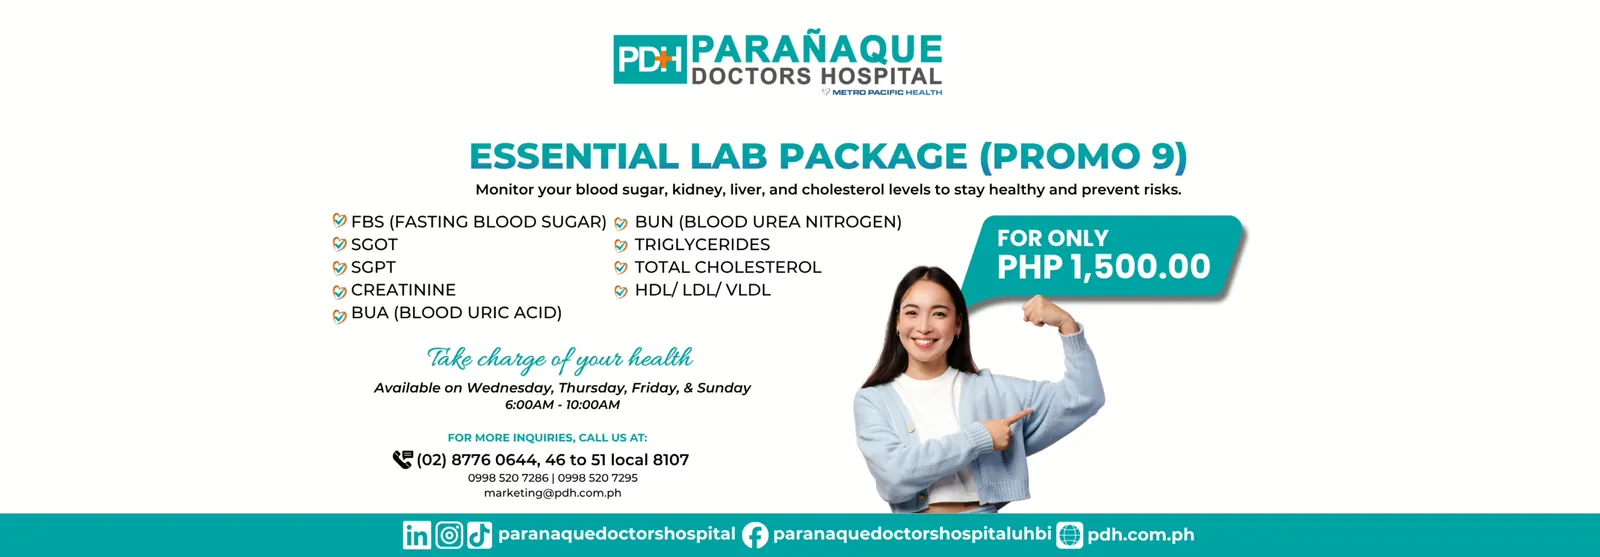 PDH PARAÑAQUE
DOCTORS HOSPITAL
METRO PACIFIC HEALTH
ESSENTIAL LAB PACKAGE (PROMO 9)
Monitor your blood sugar, kidney, liver, and cholesterol levels to stay healthy and prevent risks.
FBS (FASTING BLOOD SUGAR)
SGOT
SGPT
CREATININE
BUA (BLOOD URIC ACID)
BUN (BLOOD UREA NITROGEN)
TRIGLYCERIDES
TOTAL CHOLESTEROL
HDL/ LDL/ VLDL
FOR ONLY
PHP 1,500.00
Take charge of your health
Available on Wednesday, Thursday, Friday, & Sunday
6:00AM - 10:00AM
FOR MORE INQUIRIES, CALL US AT:
(02) 8776 0644, 46 to 51 local 8107
0998 520 7286 | 0998 520 7295
marketing@pdh.com.ph
paranaquedoctorshospital paranaquedoctorshospitaluhbi pdh.com.ph